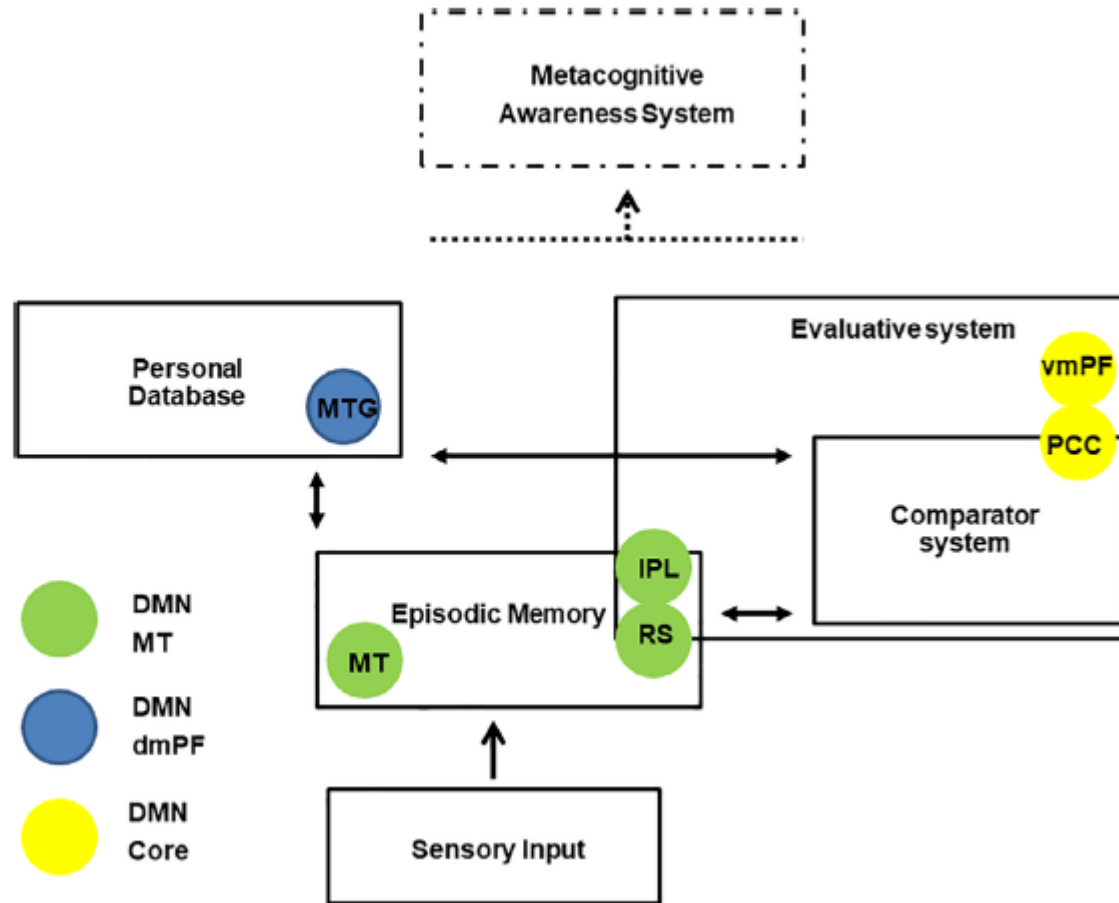 Metacognitive
Awareness System
Evaluative system
vmPF
Personal
Database
MTG
PCC
Comparator
system
IPL
Episodic Memory
RS
MT
DMN
MT
DMN
dmPF
DMN
Core
Sensory Input